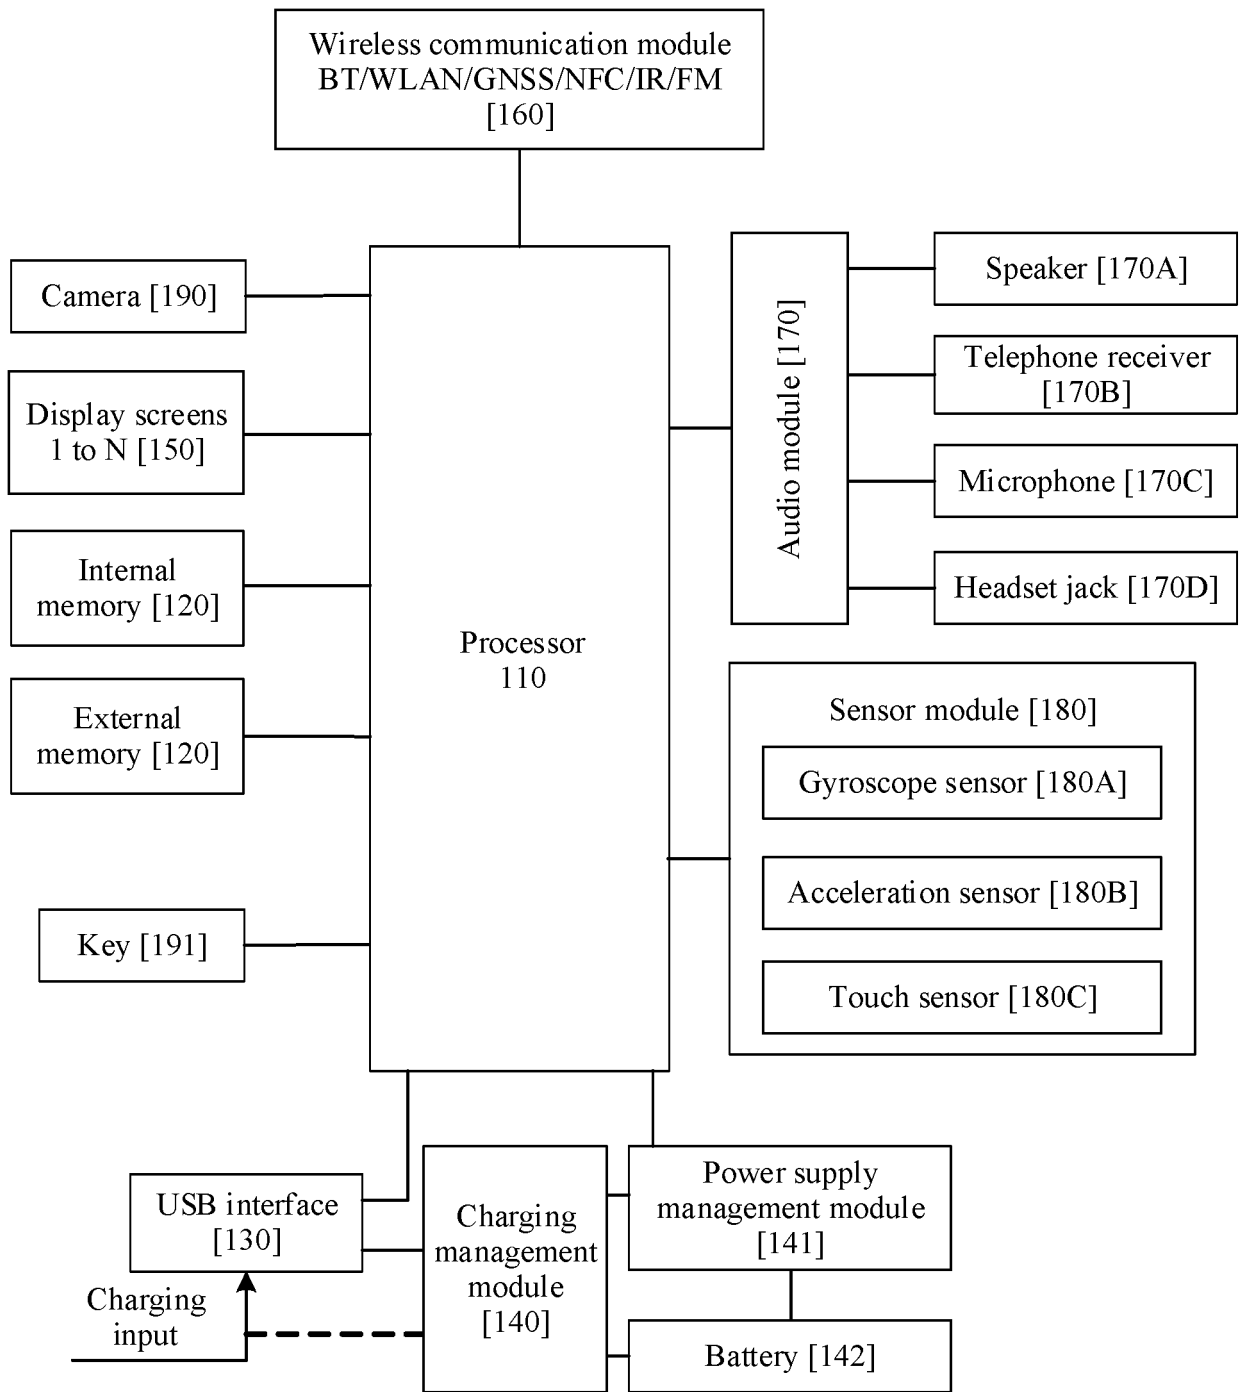 Wireless communication module
BT/WLAN/GNSS/NFC/IR/FM
[160]
Camera [190]
Display screens
1 to N [150]
Internal
memory [120]
External
memory [120]
Key [191]
Processor
110
Audio module [170]
Speaker [170A]
Telephone receiver
[170B]
Microphone [170C]
Headset jack [170D]
Sensor module [180]
Gyroscope sensor [180A]
Acceleration sensor [180B]
Touch sensor [180C]
USB interface
[130]
Charging
input
Charging
management
module
[140]
Power supply
management module
[141]
Battery [142]